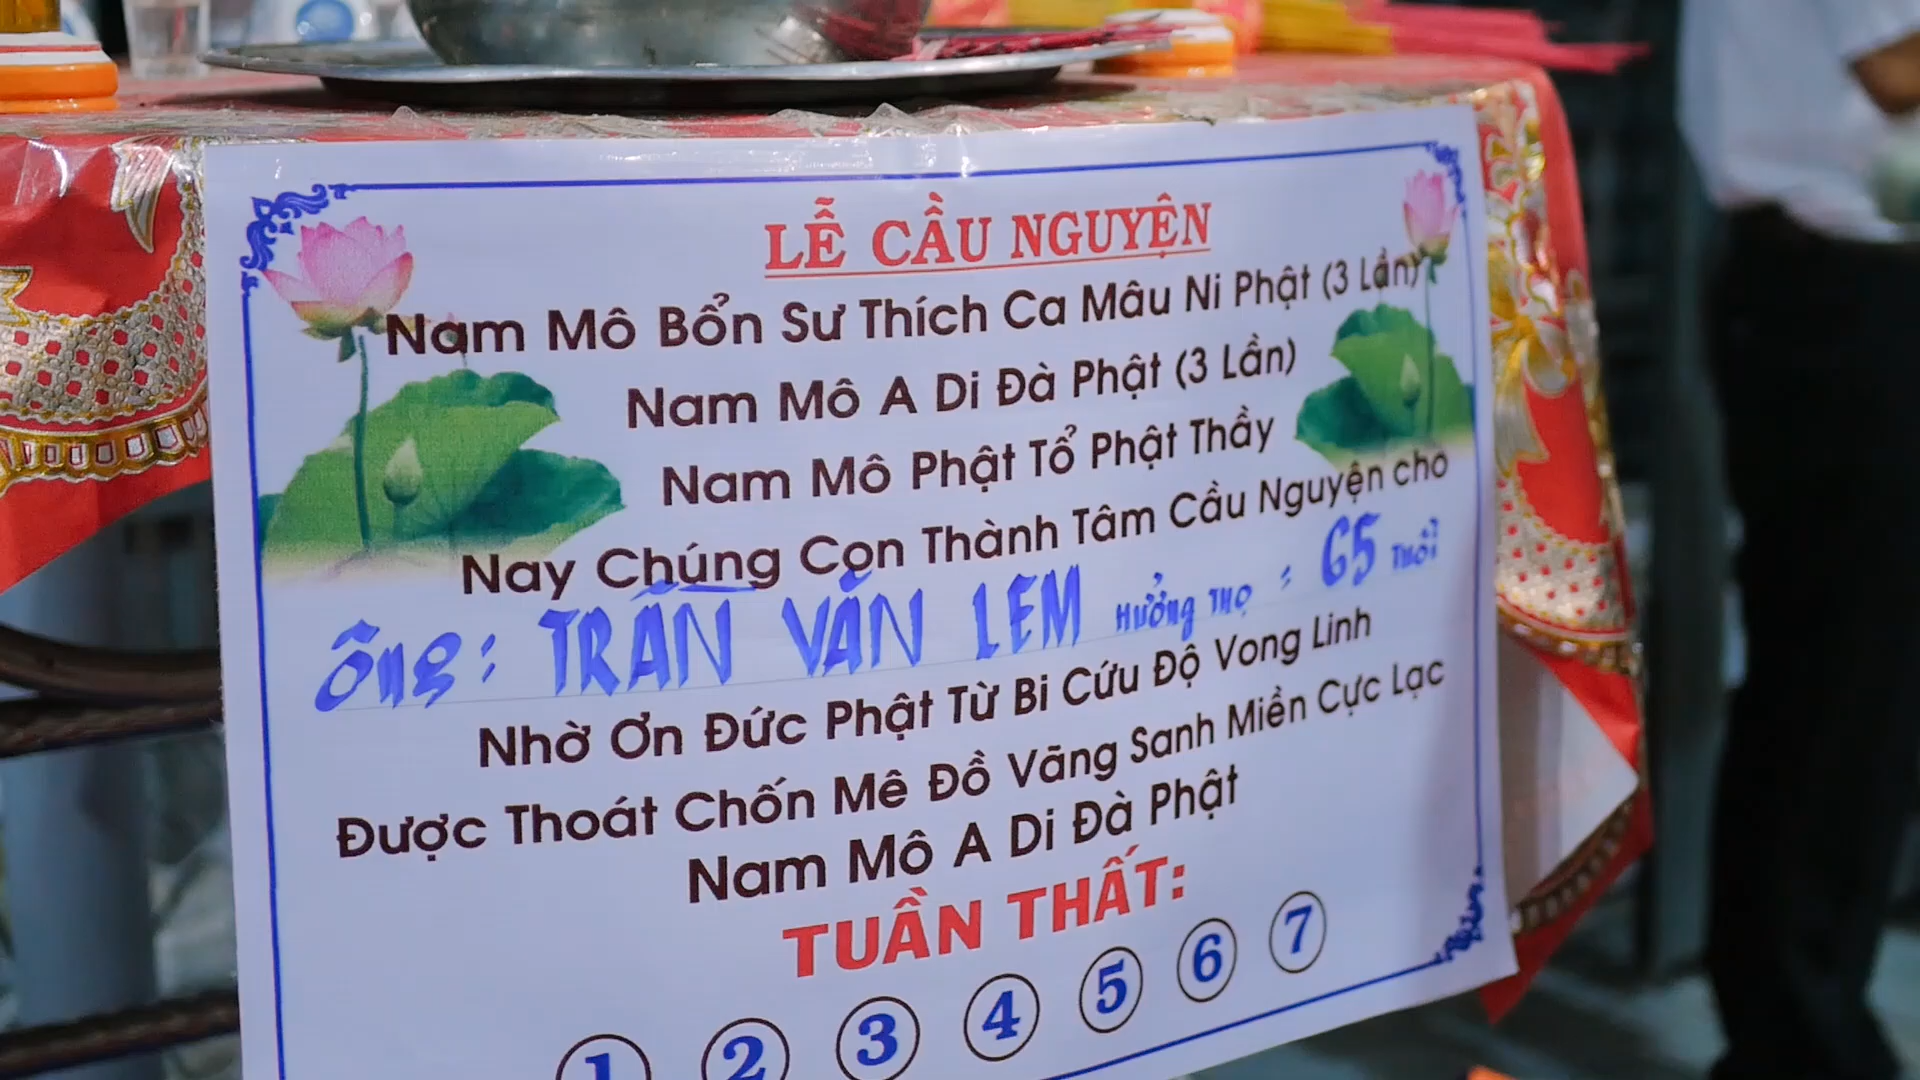 LỄ CẦU NGUYỆN
Nam Mô Bổn Sư Thích Ca Mâu Ni Phật (3 Lần)
Nam Mô A Di Đà Phật (3 Lần)
Nam Mô Phật Tổ Phật Thầy
Nay Chúng Con Thành Tâm Cầu Nguyện cho
Ông: TRẦN VĂN LEM HƯỞNG THỌ : 65 TUỔI
Nhờ Ơn Đức Phật Từ Bi Cứu Độ Vong Linh
Được Thoát Chốn Mê Đồ Vãng Sanh Miền Cực Lạc
Nam Mô A Di Đà Phật
TUẦN THẤT:
1 2 3 4 5 6 7